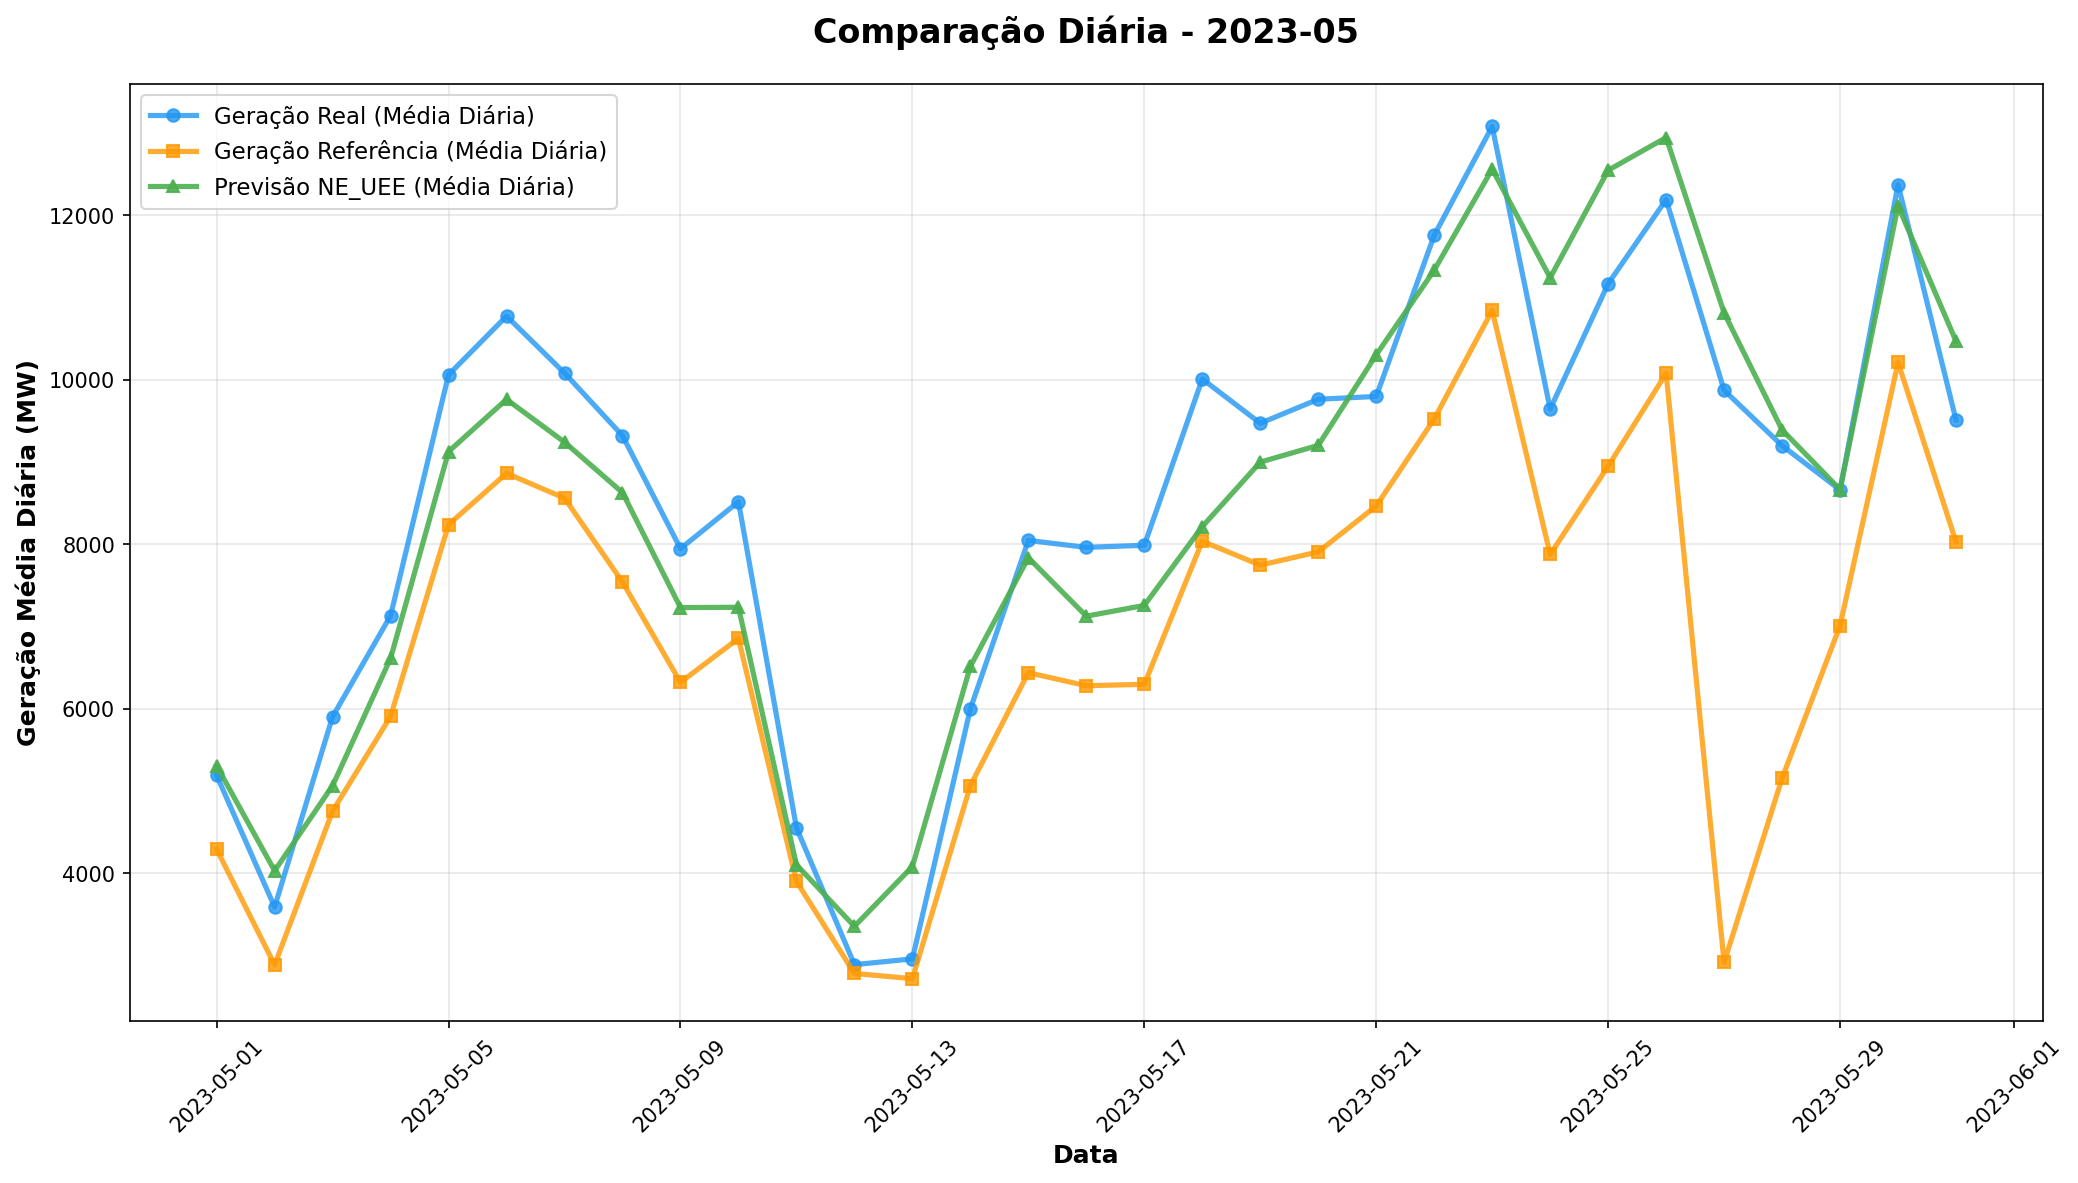 Comparação Diária - 2023-05
Geração Real (Média Diária)
Geração Referência (Média Diária)
Previsão NE_UEE (Média Diária)
Geração Média Diária (MW)
12000
10000
8000
6000
4000
2023-05-01
2023-05-05
2023-05-09
2023-05-13
2023-05-17
2023-05-21
2023-05-25
2023-05-29
2023-06-01
Data